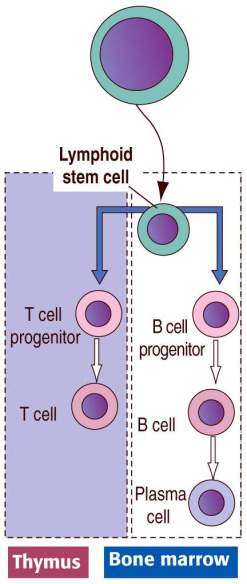 Lymphoid
stem cell
T cell
progenitor
B cell
progenitor
T cell
B cell
Plasma
cell
Thymus
Bone marrow